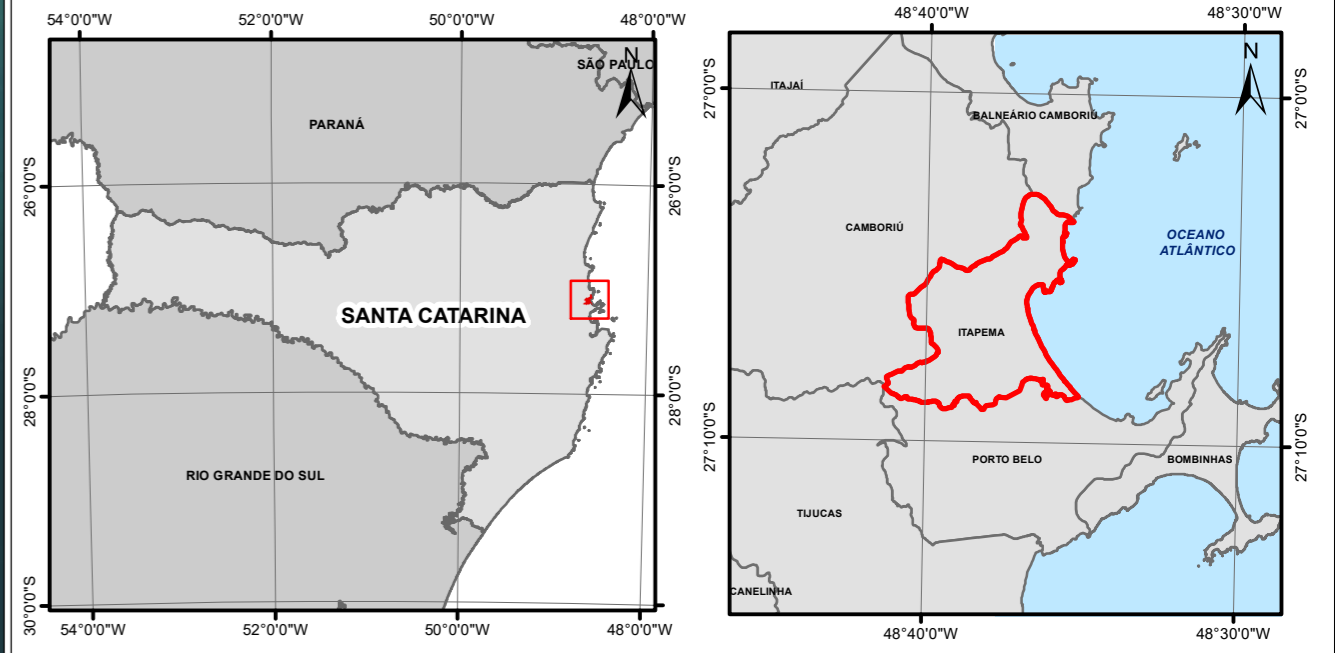 54°0'0"W 52°0'0"W 50°0'0"W 48°0'0"W
N
SÃO PAULO
PARANÁ
26°0'0"S
26°0'0"S
SANTA CATARINA
28°0'0"S
28°0'0"S
RIO GRANDE DO SUL
30°0'0"S
54°0'0"W 52°0'0"W 50°0'0"W 48°0'0"W
48°40'0"W 48°30'0"W
N
ITAJAÍ
27°0'0"S
27°0'0"S
BALNEÁRIO CAMBORIÚ
CAMBORIÚ
OCEANO
ATLÂNTICO
ITAPEMA
27°10'0"S
27°10'0"S
PORTO BELO
BOMBINHAS
TIJUCAS
CANELINHA
48°40'0"W 48°30'0"W